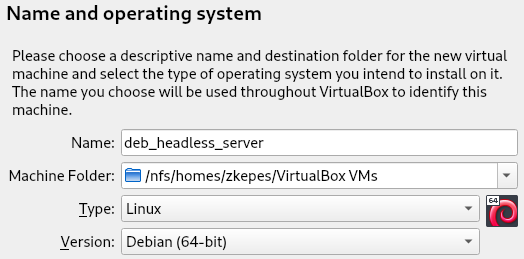 Name and operating system
Please choose a descriptive name and destination folder for the new virtual
machine and select the type of operating system you intend to install on it.
The name you choose will be used throughout VirtualBox to identify this
machine.
Name: deb_headless_server
Machine Folder: /nfs/homes/zkepes/VirtualBox VMs
Type: Linux 64
Version: Debian (64-bit)